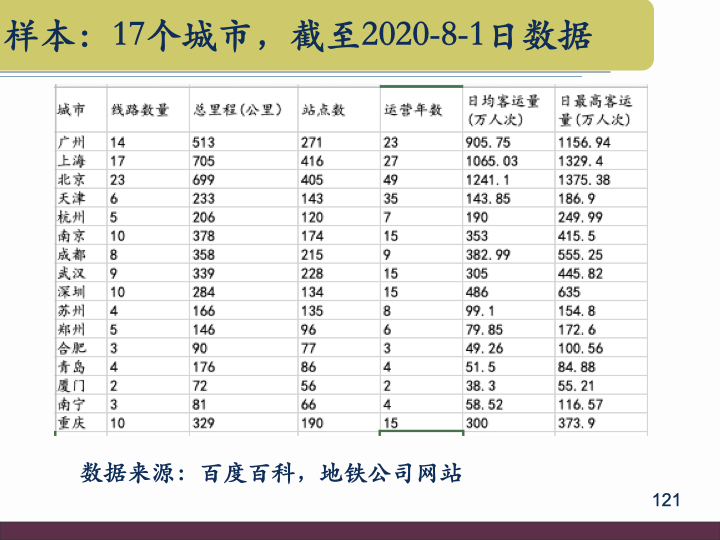 样本：17个城市，截至2020-8-1日数据
城市 线路数量 总里程(公里) 站点数 运营年数 日均客运量(万人次) 日最高客运量(万人次)
广州 14 513 271 23 905.75 1156.94
上海 17 705 416 27 1065.03 1329.4
北京 23 699 405 49 1241.1 1375.38
天津 6 233 143 35 143.85 186.9
杭州 5 206 120 7 190 249.99
南京 10 378 174 15 353 415.5
成都 8 358 215 9 382.99 555.25
武汉 9 339 228 15 305 445.82
深圳 10 284 134 15 486 635
苏州 4 166 135 8 99.1 154.8
郑州 5 146 96 6 79.85 172.6
合肥 3 90 77 3 49.26 100.56
青岛 4 176 86 4 51.5 84.88
厦门 2 72 56 2 38.3 55.21
南宁 3 81 66 4 58.52 116.57
重庆 10 329 190 15 300 373.9
数据来源：百度百科，地铁公司网站
121